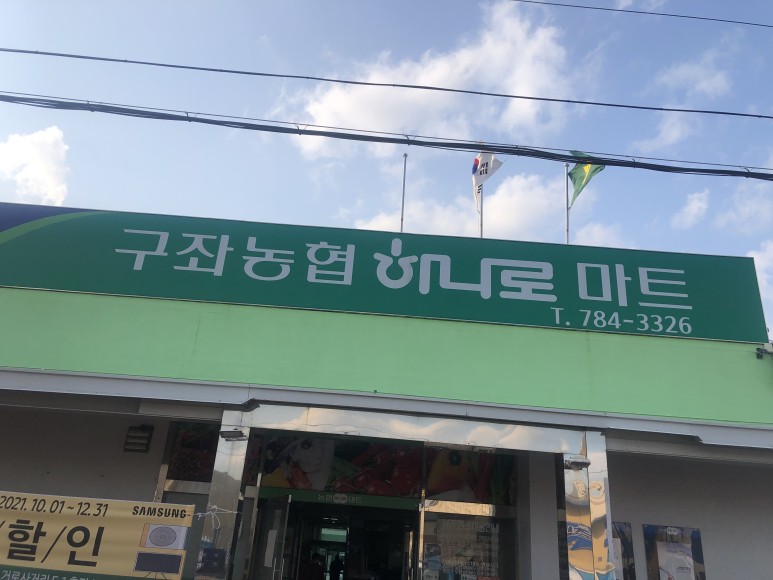 구좌농협 하나로 마트
T. 784-3326
2021. 10. 01 ~ 12. 31
SAMSUNG
/할/인